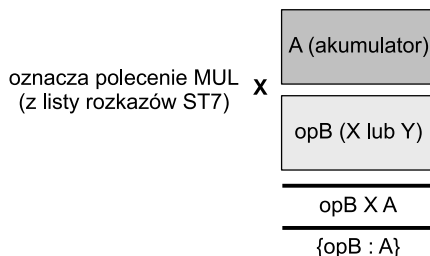 A (akumulator)
oznacza polecenie MUL
(z listy rozkazów ST7)
X
opB (X lub Y)
opB X A
{opB : A}